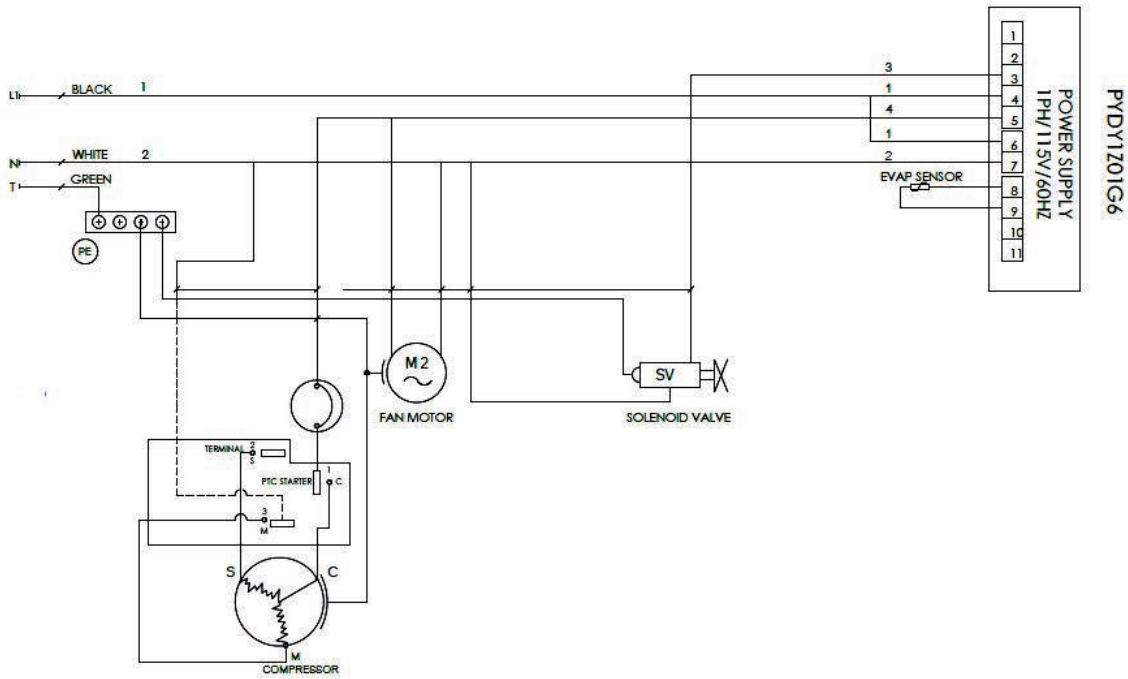 L1
BLACK
1
N
WHITE
2
T
GREEN
PE
3
1
4
1
2
EVAP SENSOR
1
2
3
4
5
6
7
8
9
10
11
POWER SUPPLY
1PH/115V/60HZ
PYDY1Z01G6
M2
FAN MOTOR
SV
SOLENOID VALVE
TERMINAL
2
S
PTC STARTER
1
C
3
M
S
C
M
COMPRESSOR